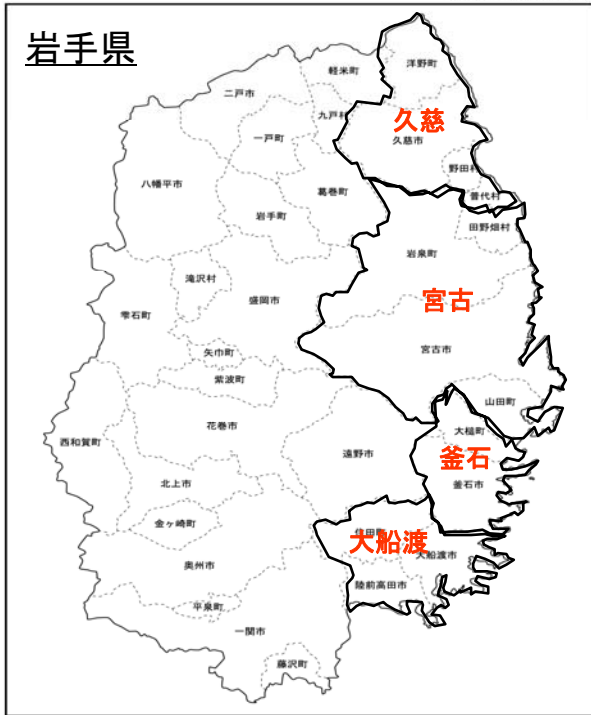 岩手県
軽米町
洋野町
二戸市
九戸村
久慈
一戸町
久慈市
野田村
八幡平市
葛巻町
普代村
岩手町
田野畑村
岩泉町
滝沢村
盛岡市
宮古
雫石町
宮古市
矢巾町
紫波町
山田町
花巻市
大槌町
西和賀町
遠野市
釜石
北上市
釜石市
金ヶ崎町
住田町
大船渡
大船渡市
奥州市
陸前高田市
平泉町
一関市
藤沢町